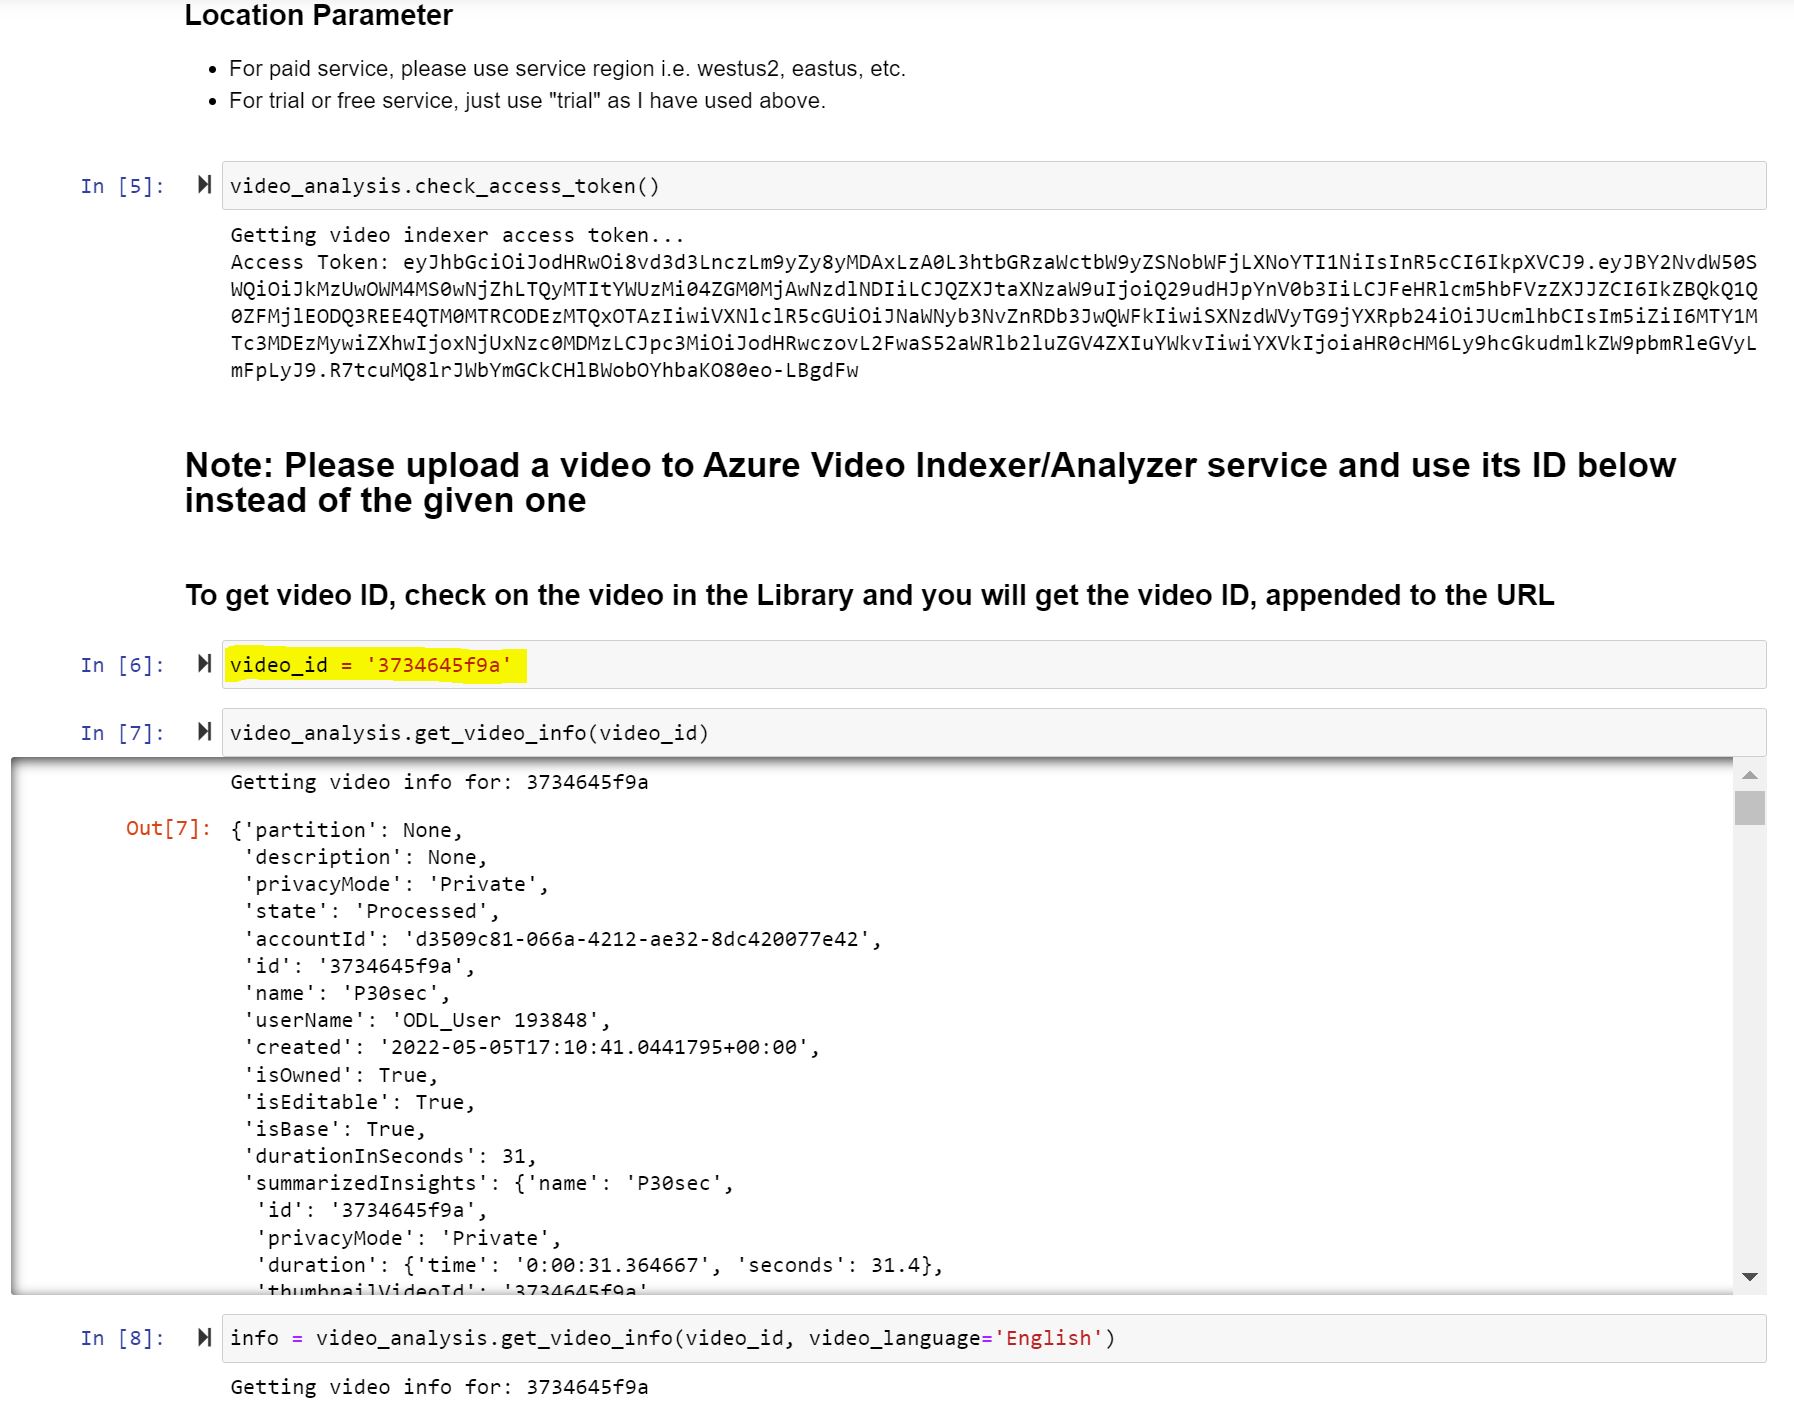 Location Parameter
• For paid service, please use service region i.e. westus2, eastus, etc.
• For trial or free service, just use "trial" as I have used above.
In [5]: video_analysis.check_access_token()
Getting video indexer access token...
Access Token: eyJhbGciOiJodHRwOi8vd3d3LnczLm9yZy8yMDAxLzA0L3htbGRzaWctbW9yZSNobWFjLXNoYTI1NiIsInR5cCI6IkpXVCJ9.eyJBY2NvdW50S
WQiOiJkMzUwOWM4MS0wNjZhLTQyMTItYWUzMi04ZGM0MjAwNzdlNDIiLCJQZXJtaXNzaW9uIjoiQ29udHJpYnV0b3IiLCJFeHRlcm5hbFVzZXJJZCI6IkZBQkQ1Q
0ZFMjlEODQ3REE4QTM0MTRCODEzMTQxOTAzIiwiVXNlclR5cGUiOiJNaWNyb3NvZnRDb3JwQWFkIiwiSXNzdWVyTG9jYXRpb24iOiJUcmlhbCIsIm5iZiI6MTY1M
Tc3MDEzMywiZXhwIjoxNjUxNzc0MDMzLCJpc3MiOiJodHRwczovL2FwaS52aWRlb2luZGV4ZXIuYWkvIiwiYXVkIjoiaHR0cHM6Ly9hcGkudmlkZW9pbmRleGVyL
mFpLyJ9.R7tcuMQ8lrJWbYmGCkCHlBWobOYhbaKO80eo-LBgdFw
Note: Please upload a video to Azure Video Indexer/Analyzer service and use its ID below
instead of the given one
To get video ID, check on the video in the Library and you will get the video ID, appended to the URL
In [6]: video_id = '3734645f9a'
In [7]: video_analysis.get_video_info(video_id)
Getting video info for: 3734645f9a
Out[7]: {'partition': None,
'description': None,
'privacyMode': 'Private',
'state': 'Processed',
'accountId': 'd3509c81-066a-4212-ae32-8dc420077e42',
'id': '3734645f9a',
'name': 'P30sec',
'userName': 'ODL_User 193848',
'created': '2022-05-05T17:10:41.0441795+00:00',
'isOwned': True,
'isEditable': True,
'isBase': True,
'durationInSeconds': 31,
'summarizedInsights': {'name': 'P30sec',
'id': '3734645f9a',
'privacyMode': 'Private',
'duration': {'time': '0:00:31.364667', 'seconds': 31.4},
'thumbnailVideoId': '3734645f9a'
In [8]: info = video_analysis.get_video_info(video_id, video_language='English')
Getting video info for: 3734645f9a